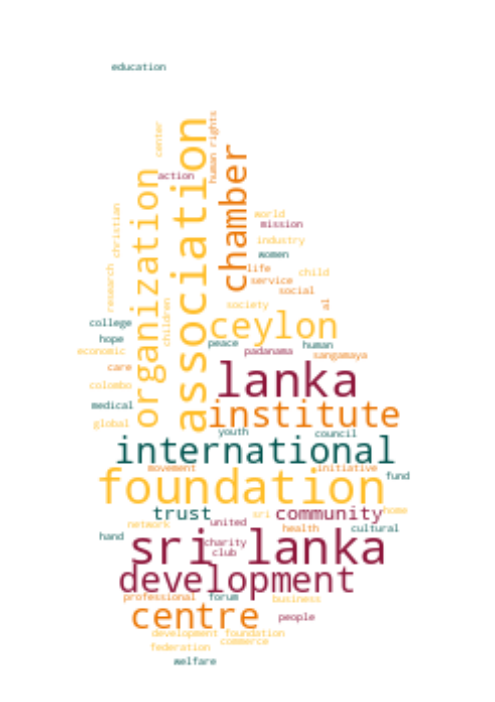 education
center
human rights
association
organization
chamber
action
christian
world
mission
industry
women
research
life
child
service
social
children
society
al
college
ceylon
hope
peace
human
economic
padanama
sangamaya
care
lanka
colombo
medical
institute
global
youth
council
international
movement
initiative
fund
foundation
trust
sri
community
home
network
united
health
cultural
hand
sri lanka
charity
club
development
professional
forum
business
centre
people
development foundation
commerce
federation
welfare